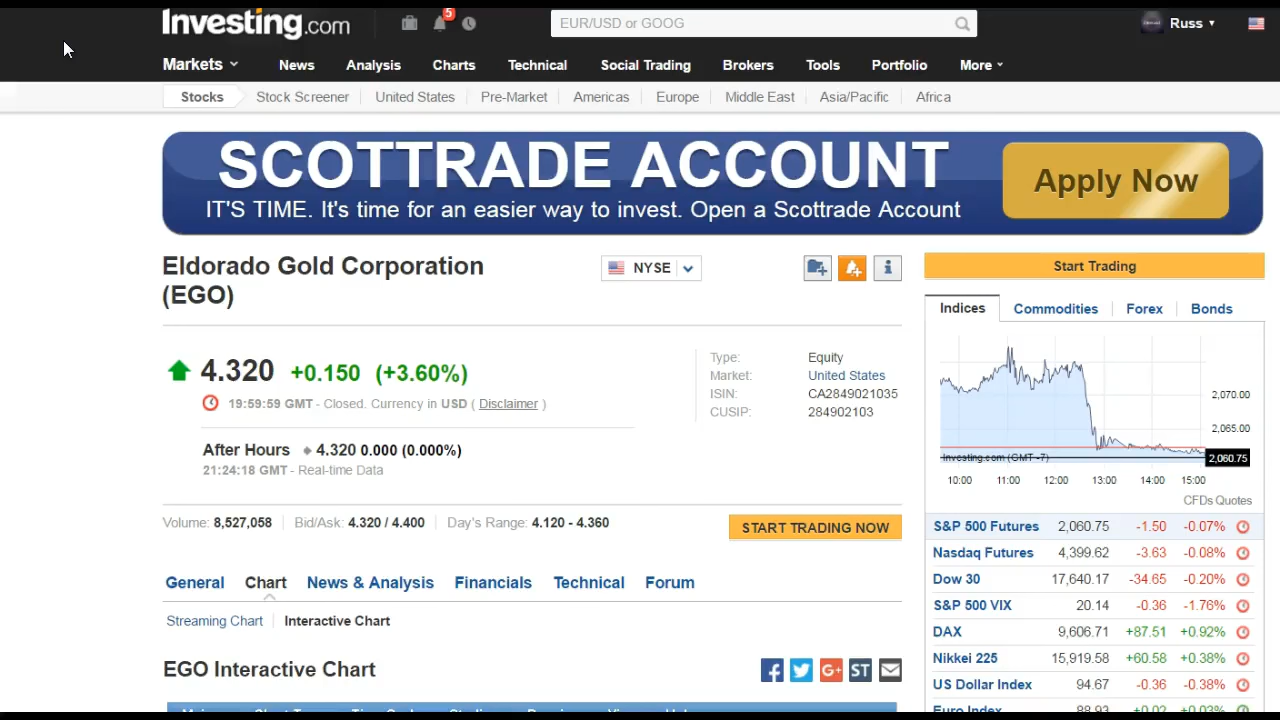 Investing.com
5
EUR/USD or GOOG
Russ
Markets News Analysis Charts Technical Social Trading Brokers Tools Portfolio More
Stocks Stock Screener United States Pre-Market Americas Europe Middle East Asia/Pacific Africa
SCOTTRADE ACCOUNT
IT'S TIME. It's time for an easier way to invest. Open a Scottrade Account
Apply Now
Eldorado Gold Corporation
(EGO)
NYSE
4.320 +0.150 (+3.60%)
19:59:59 GMT - Closed. Currency in USD ( Disclaimer )
After Hours 4.320 0.000 (0.000%)
21:24:18 GMT - Real-time Data
Type: Equity
Market: United States
ISIN: CA2849021035
CUSIP: 284902103
Volume: 8,527,058 Bid/Ask: 4.320 / 4.400 Day's Range: 4.120 - 4.360
START TRADING NOW
General Chart News & Analysis Financials Technical Forum
Streaming Chart Interactive Chart
EGO Interactive Chart
f G+ ST
Start Trading
Indices Commodities Forex Bonds
2,070.00
2,065.00
Investing.com (GMT -7) 2,060.75
10:00 11:00 12:00 13:00 14:00 15:00
CFDs Quotes
S&P 500 Futures 2,060.75 -1.50 -0.07%
Nasdaq Futures 4,399.62 -3.63 -0.08%
Dow 30 17,640.17 -34.65 -0.20%
S&P 500 VIX 20.14 -0.36 -1.76%
DAX 9,606.71 +87.51 +0.92%
Nikkei 225 15,919.58 +60.58 +0.38%
US Dollar Index 94.67 -0.36 -0.38%
Euro Index 88.93 +0.02 +0.03%